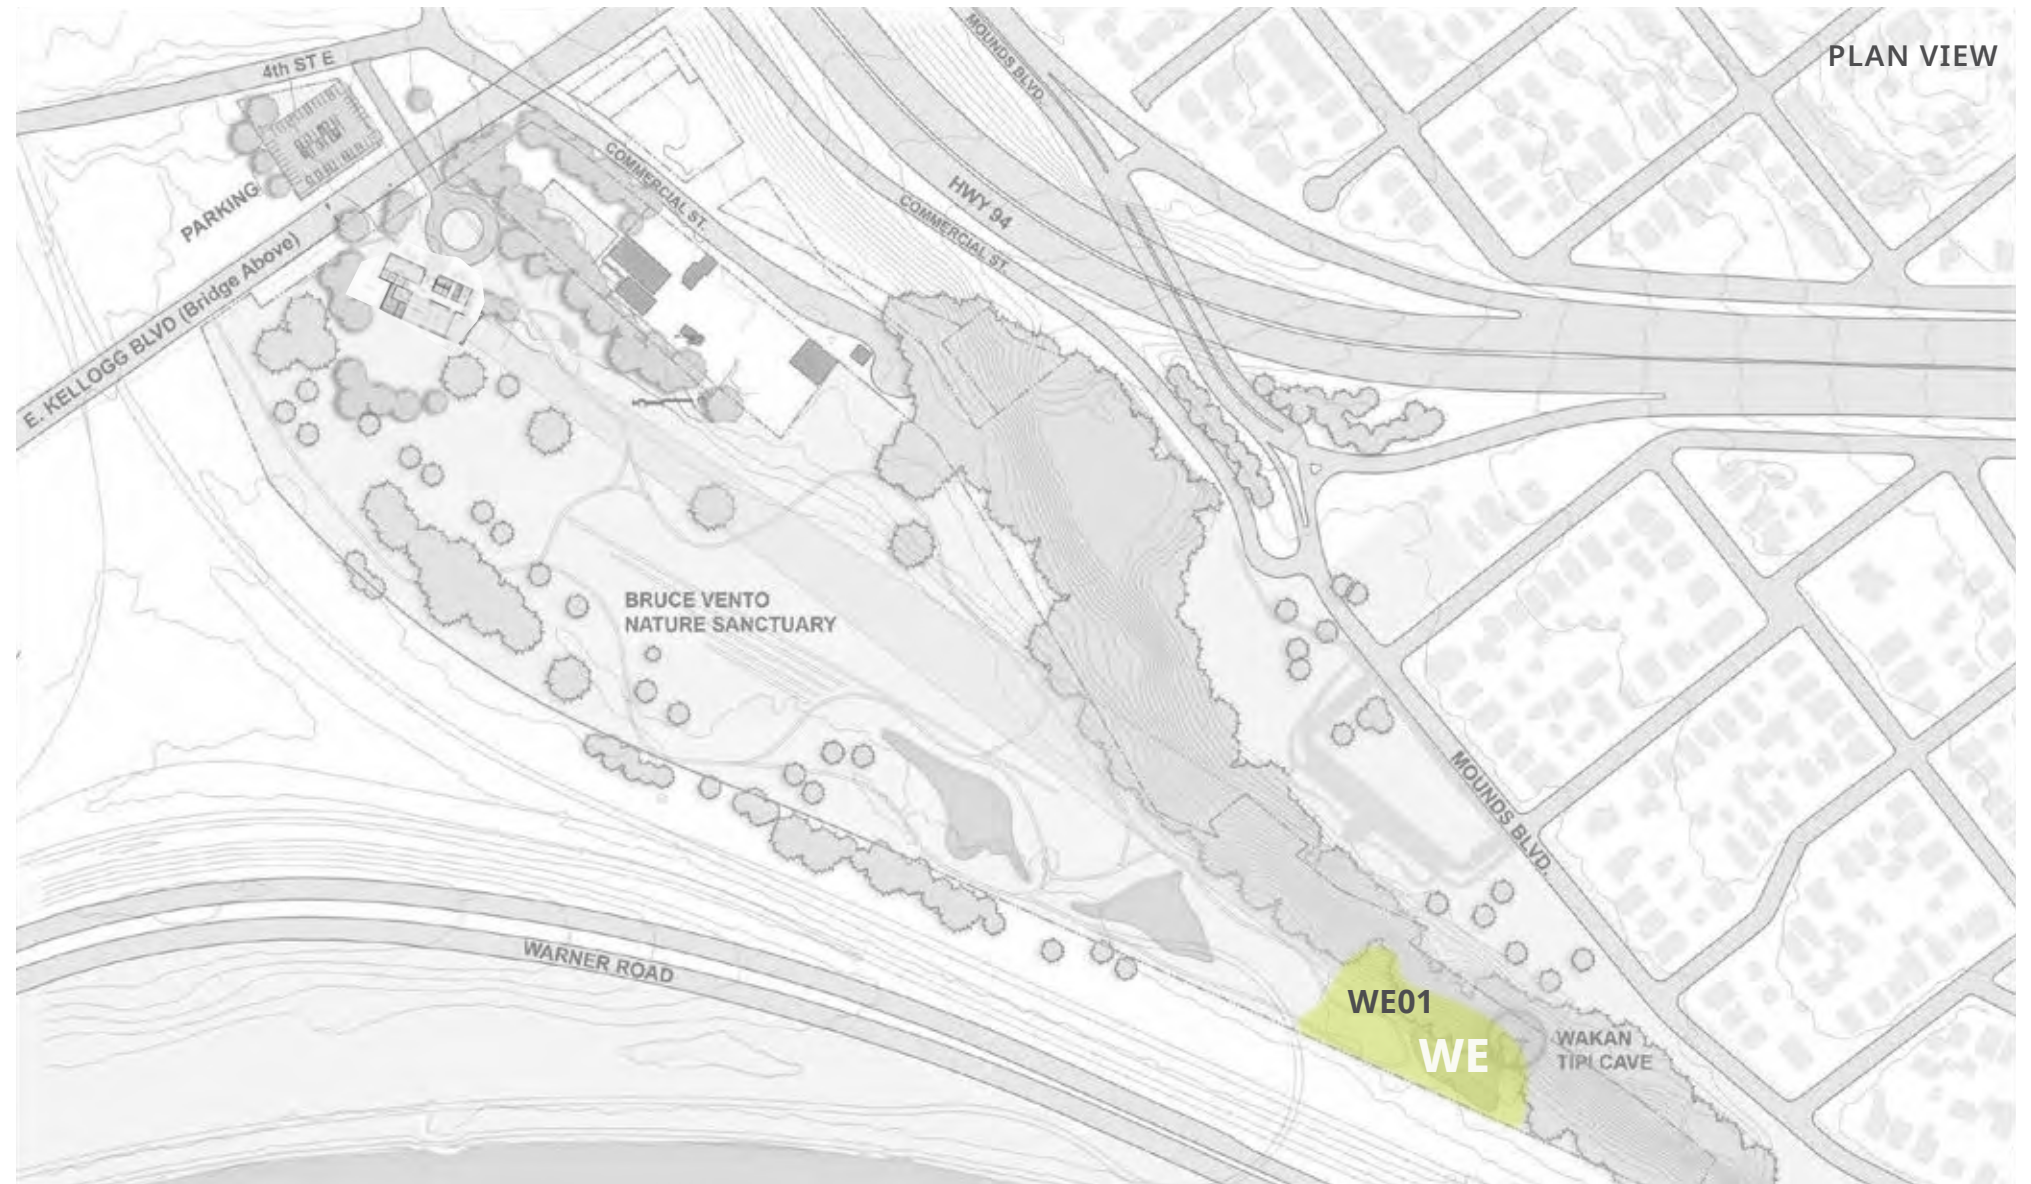 PLAN VIEW
MOUNDS BLVD.
4th ST E
COMMERCIAL ST.
HWY 94
PARKING
COMMERCIAL ST.
E. KELLOGG BLVD (Bridge Above)
BRUCE VENTO
NATURE SANCTUARY
MOUNDS BLVD.
WARNER ROAD
WE01
WE
WAKAN
TIPI CAVE